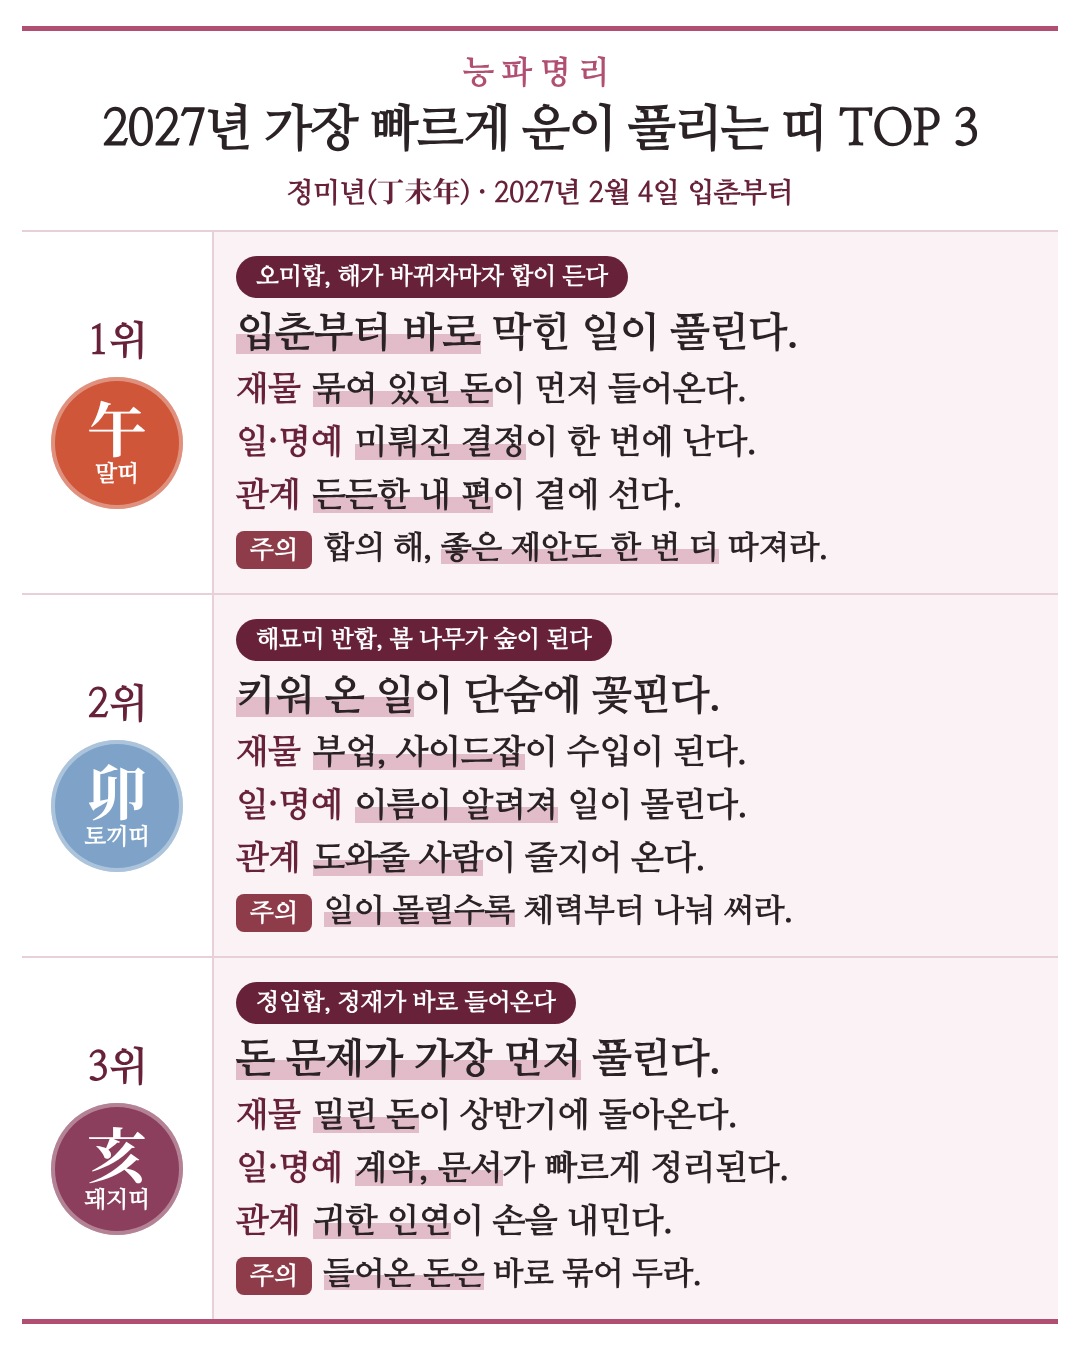 능파명리
2027년 가장 빠르게 운이 풀리는 띠 TOP 3
정미년(丁未年) · 2027년 2월 4일 입춘부터
1위
午
말띠
오미합, 해가 바뀌자마자 합이 든다
입춘부터 바로 막힌 일이 풀린다.
재물 묶여 있던 돈이 먼저 들어온다.
일·명예 미뤄진 결정이 한 번에 난다.
관계 든든한 내 편이 곁에 선다.
주의 합의 해, 좋은 제안도 한 번 더 따져라.
2위
卯
토끼띠
해묘미 반합, 봄 나무가 숲이 된다
키워 온 일이 단숨에 꽃핀다.
재물 부업, 사이드잡이 수입이 된다.
일·명예 이름이 알려져 일이 몰린다.
관계 도와줄 사람이 줄지어 온다.
주의 일이 몰릴수록 체력부터 나눠 써라.
3위
亥
돼지띠
정임합, 정재가 바로 들어온다
돈 문제가 가장 먼저 풀린다.
재물 밀린 돈이 상반기에 돌아온다.
일·명예 계약, 문서가 빠르게 정리된다.
관계 귀한 인연이 손을 내민다.
주의 들어온 돈은 바로 묶어 두라.